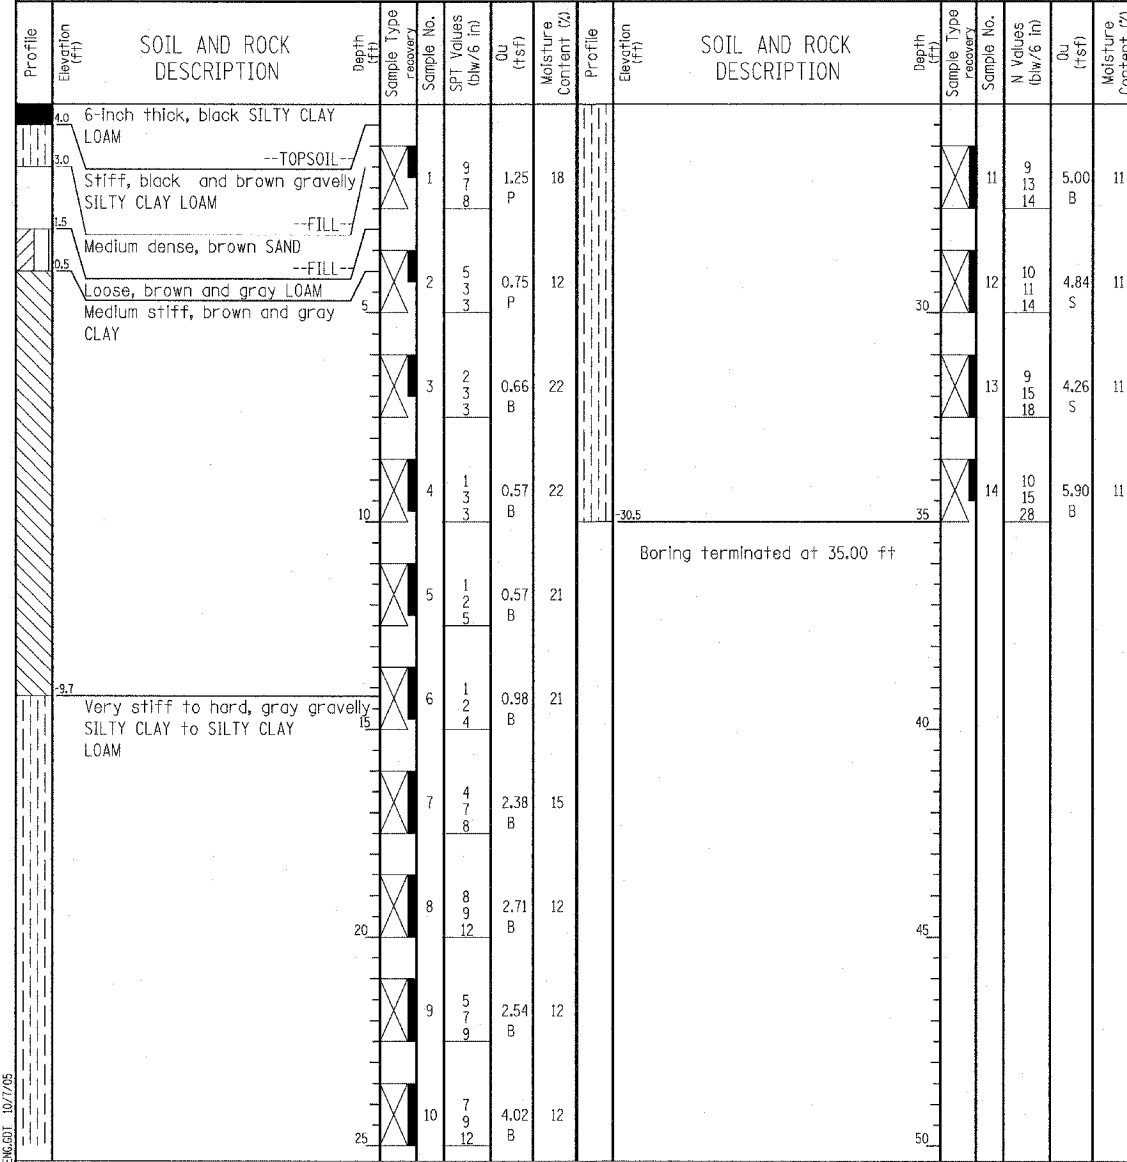 Profile
Elevation
(ft)
SOIL AND ROCK
DESCRIPTION
Depth
(ft)
Sample Type
recovery
Sample No.
SPT Values
(blw/6 in)
Qu
(tsf)
Moisture
Content (%)
Profile
Elevation
(ft)
SOIL AND ROCK
DESCRIPTION
Depth
(ft)
Sample Type
recovery
Sample No.
N Values
(blw/6 in)
Qu
(tsf)
Moisture
Content (%)
4.0
6-inch thick, black SILTY CLAY
LOAM
--TOPSOIL--
3.0
Stiff, black and brown gravelly
SILTY CLAY LOAM
--FILL--
1.5
Medium dense, brown SAND
--FILL--
0.5
Loose, brown and gray LOAM
Medium stiff, brown and gray
CLAY
5
10
-9.7
Very stiff to hard, gray gravelly
SILTY CLAY to SILTY CLAY
LOAM
15
20
25
1
9
7
8
1.25
P
18
2
5
3
3
0.75
P
12
3
2
3
3
0.66
B
22
4
1
3
3
0.57
B
22
5
1
2
5
0.57
B
21
6
1
2
4
0.98
B
21
7
4
7
8
2.38
B
15
8
8
9
12
2.71
B
12
9
5
7
9
2.54
B
12
10
7
9
12
4.02
B
12
11
9
13
14
5.00
B
11
30
12
10
11
14
4.84
S
11
13
9
15
18
4.26
S
11
14
10
15
28
5.90
B
11
-30.5
35
Boring terminated at 35.00 ft
40
45
50
ENG.GDT 10/7/05